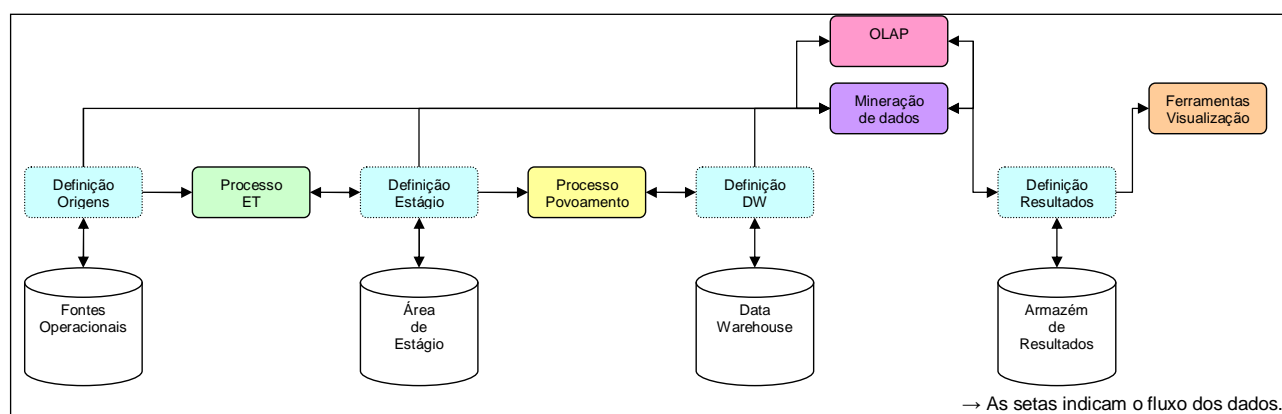 OLAP
Mineração
de dados
Ferramentas
Visualização
Definição
Origens
Processo
ET
Definição
Estágio
Processo
Povoamento
Definição
DW
Definição
Resultados
Fontes
Operacionais
Área
de
Estágio
Data
Warehouse
Armazém
de
Resultados
→ As setas indicam o fluxo dos dados.